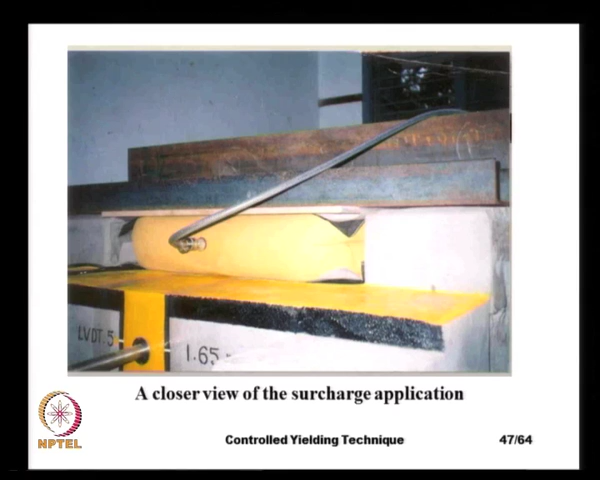 LVDT.5
1.65
A closer view of the surcharge application
NPTEL
Controlled Yielding Technique
47/64